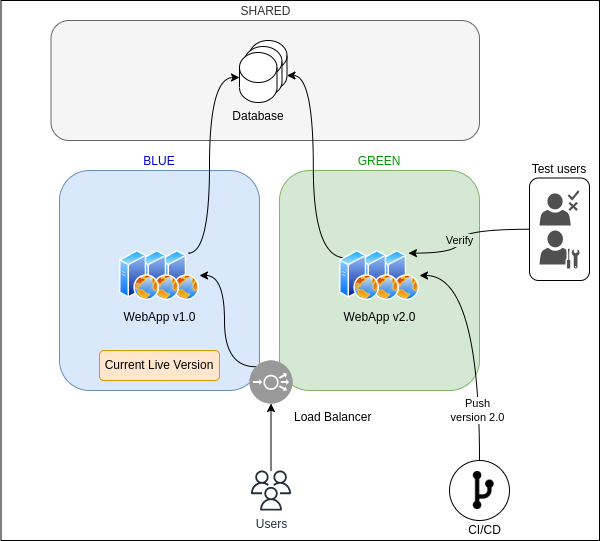 SHARED
Database
BLUE
GREEN
Test users
Verify
WebApp v1.0
WebApp v2.0
Current Live Version
Push
version 2.0
Load Balancer
Users
CI/CD